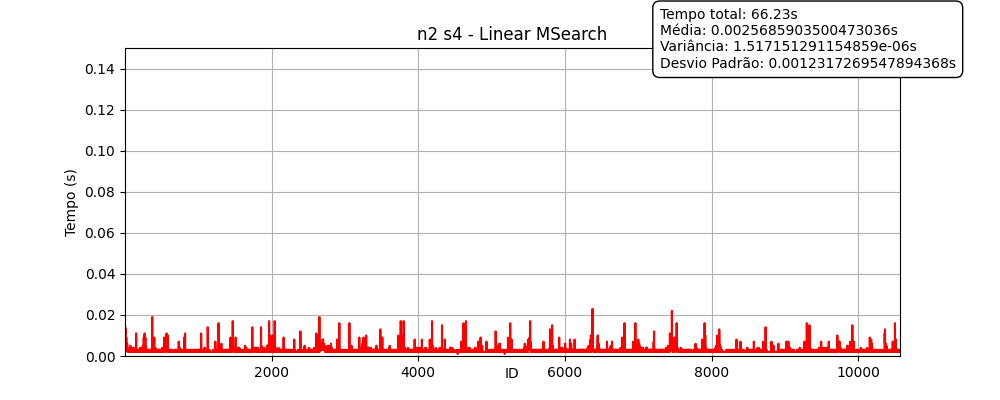 n2 s4 - Linear MSearch
Tempo total: 66.23s
Média: 0.0025685903500473036s
Variância: 1.517151291154859e-06s
Desvio Padrão: 0.0012317269547894368s
Tempo (s)
0.14
0.12
0.10
0.08
0.06
0.04
0.02
0.00
2000
4000
6000
8000
10000
ID